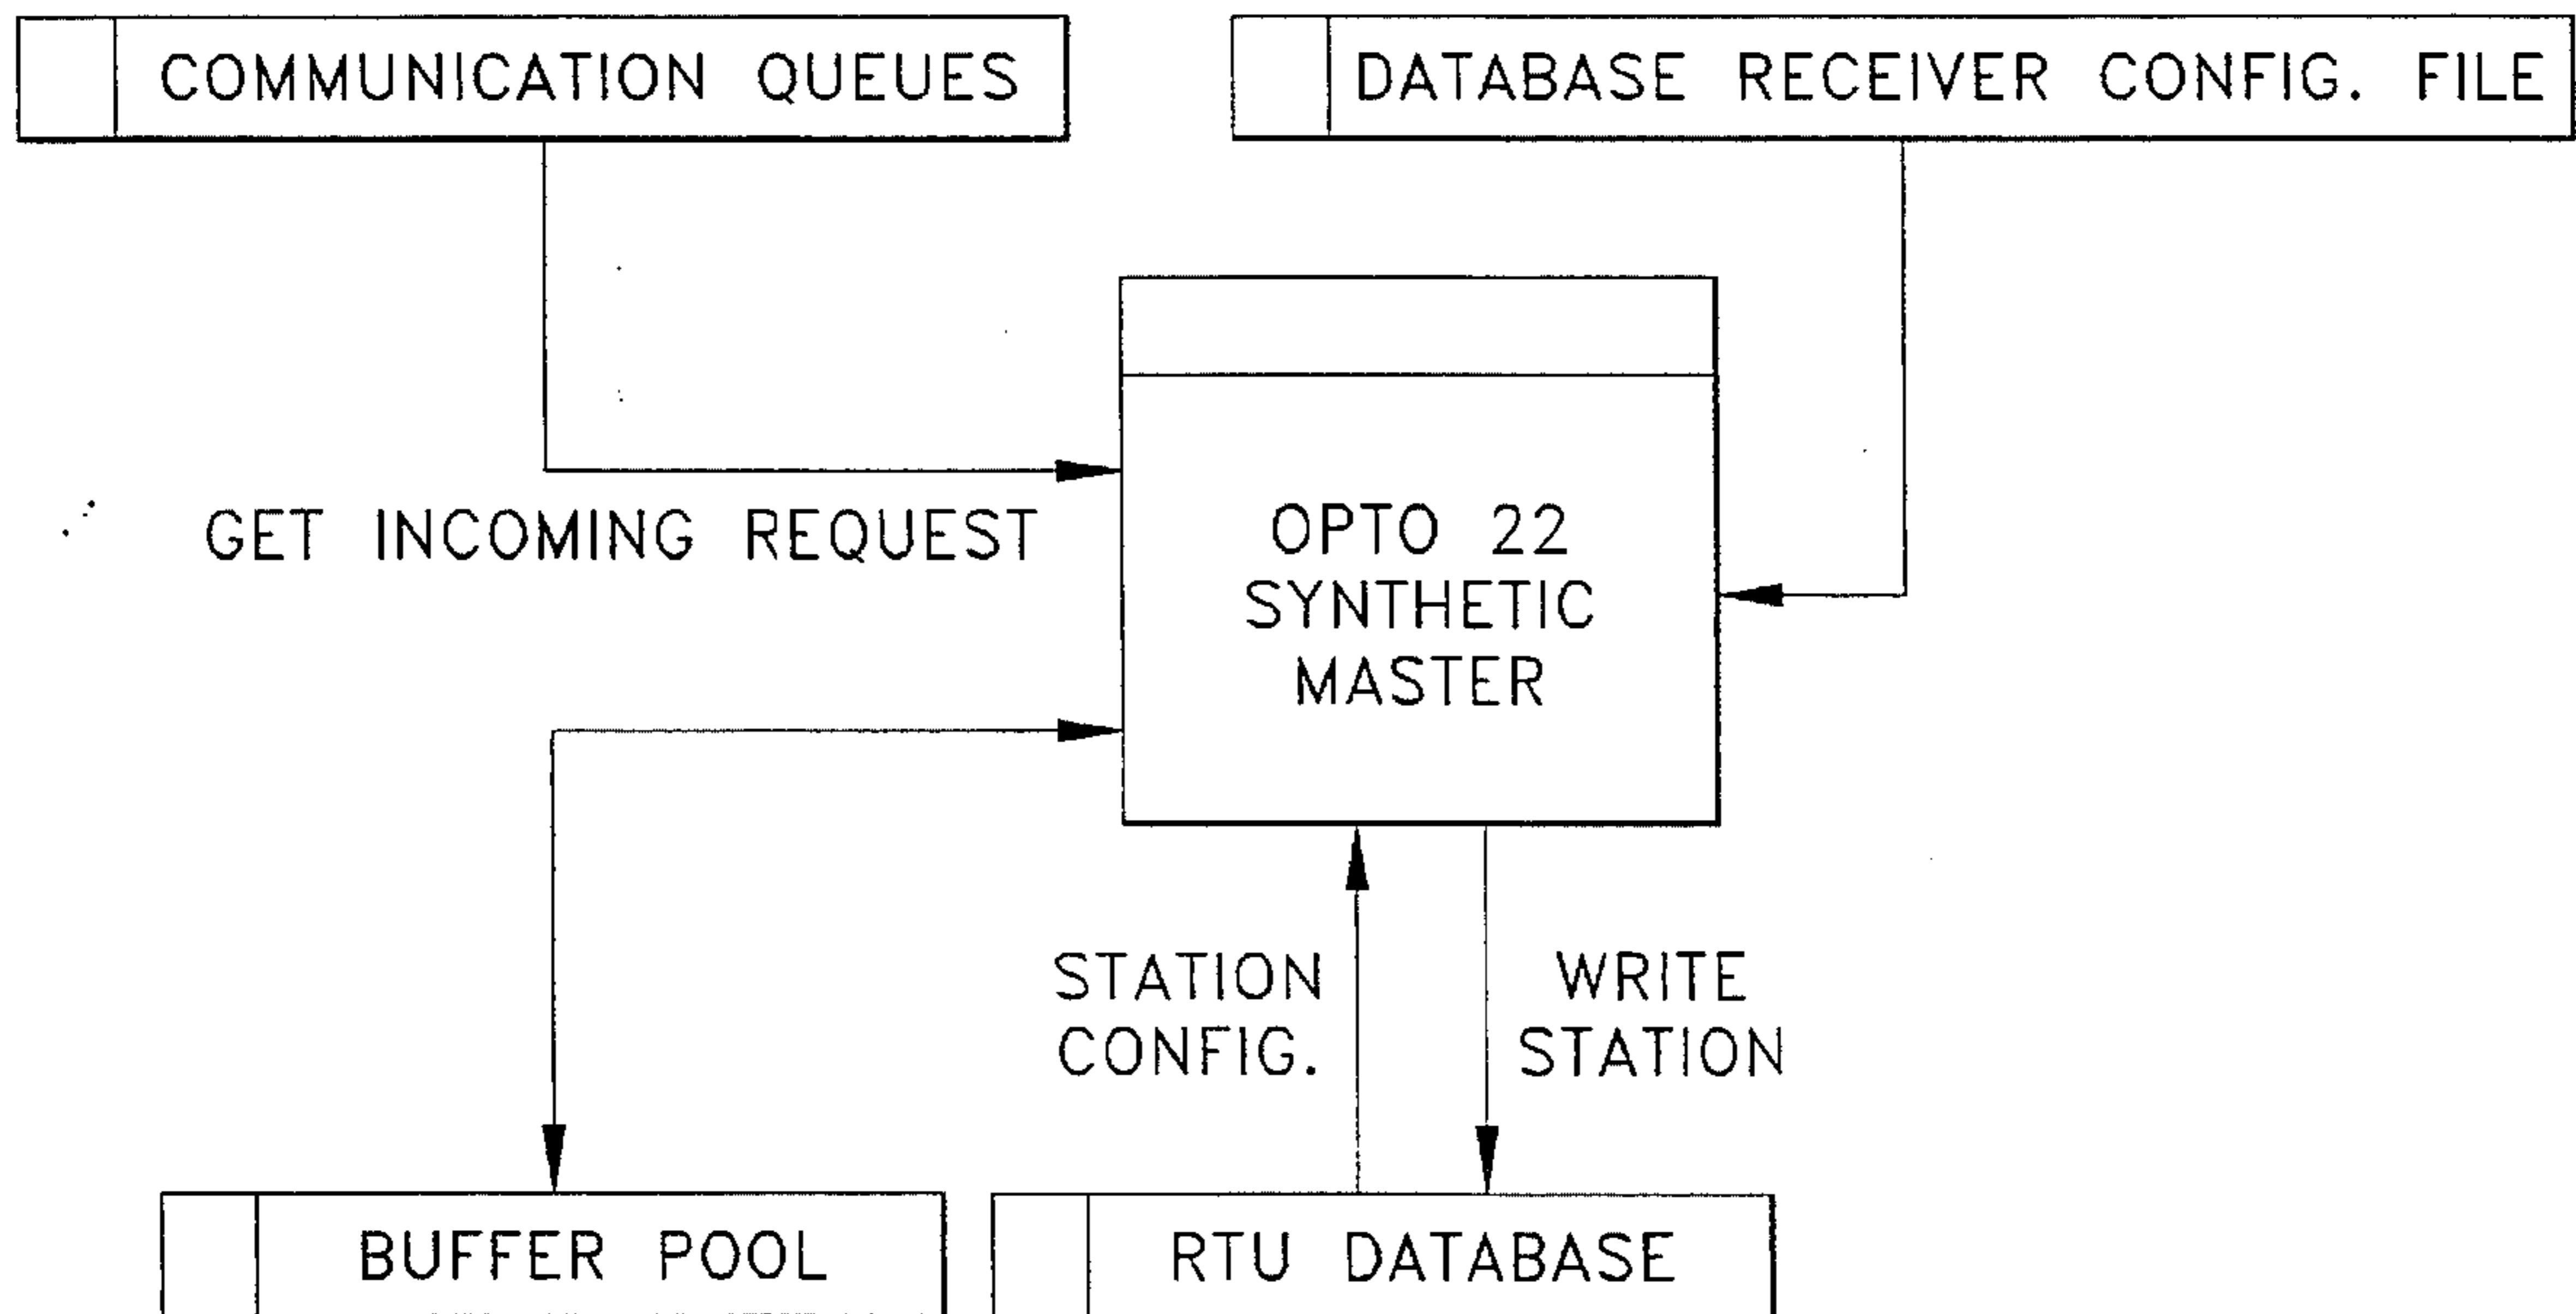 COMMUNICATION QUEUES
DATABASE RECEIVER CONFIG. FILE
GET INCOMING REQUEST
OPTO 22
SYNTHETIC
MASTER
STATION
CONFIG.
WRITE
STATION
BUFFER POOL
RTU DATABASE